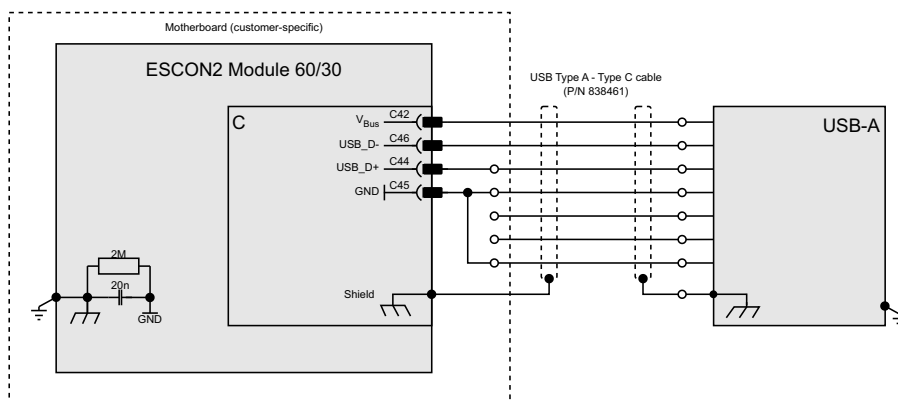 Motherboard (customer-specific)
ESCON2 Module 60/30
USB Type A - Type C cable
(P/N 838461)
C
USB-A
VBus C42
USB_D- C46
USB_D+ C44
GND C45
2M
20n
GND
Shield